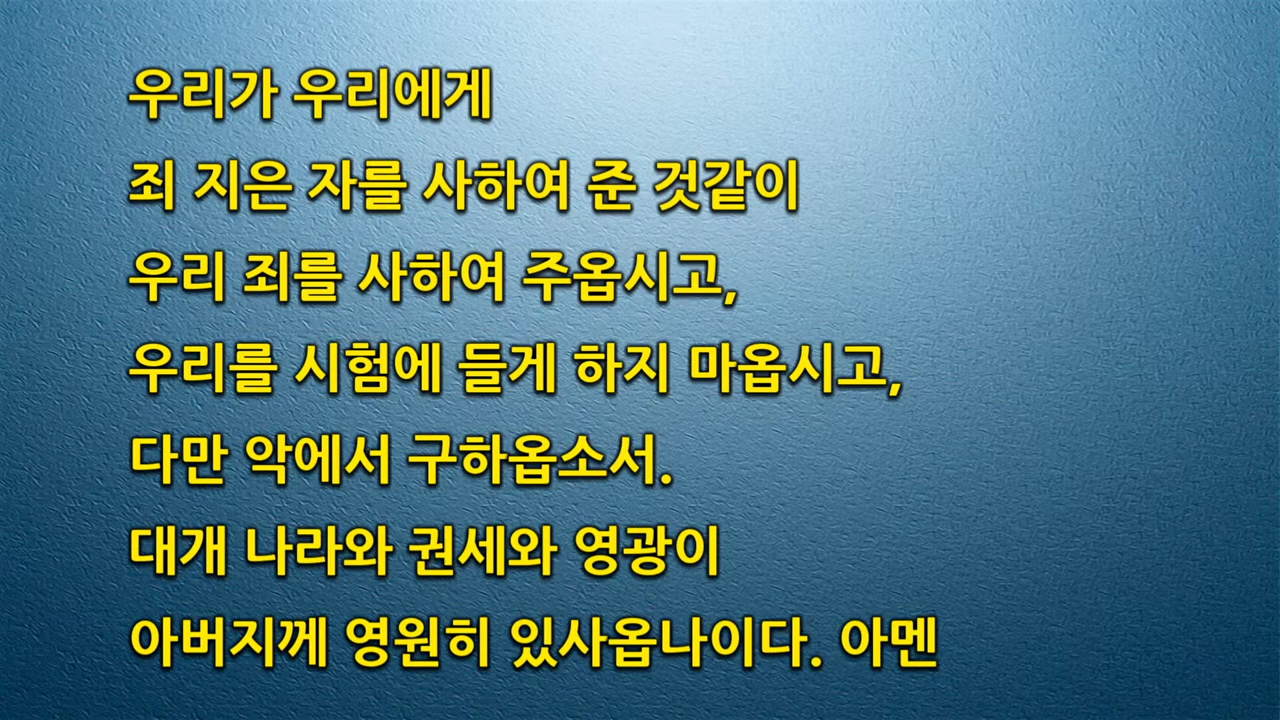 우리가 우리에게
죄 지은 자를 사하여 준 것같이
우리 죄를 사하여 주옵시고,
우리를 시험에 들게 하지 마옵시고,
다만 악에서 구하옵소서.
대개 나라와 권세와 영광이
아버지께 영원히 있사옵나이다. 아멘